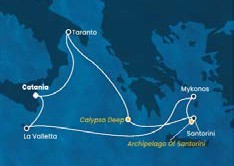 Taranto
Catania
Mykonos
Calypso Deep
La Valletta
Santorini
Archipelago Of Santorini